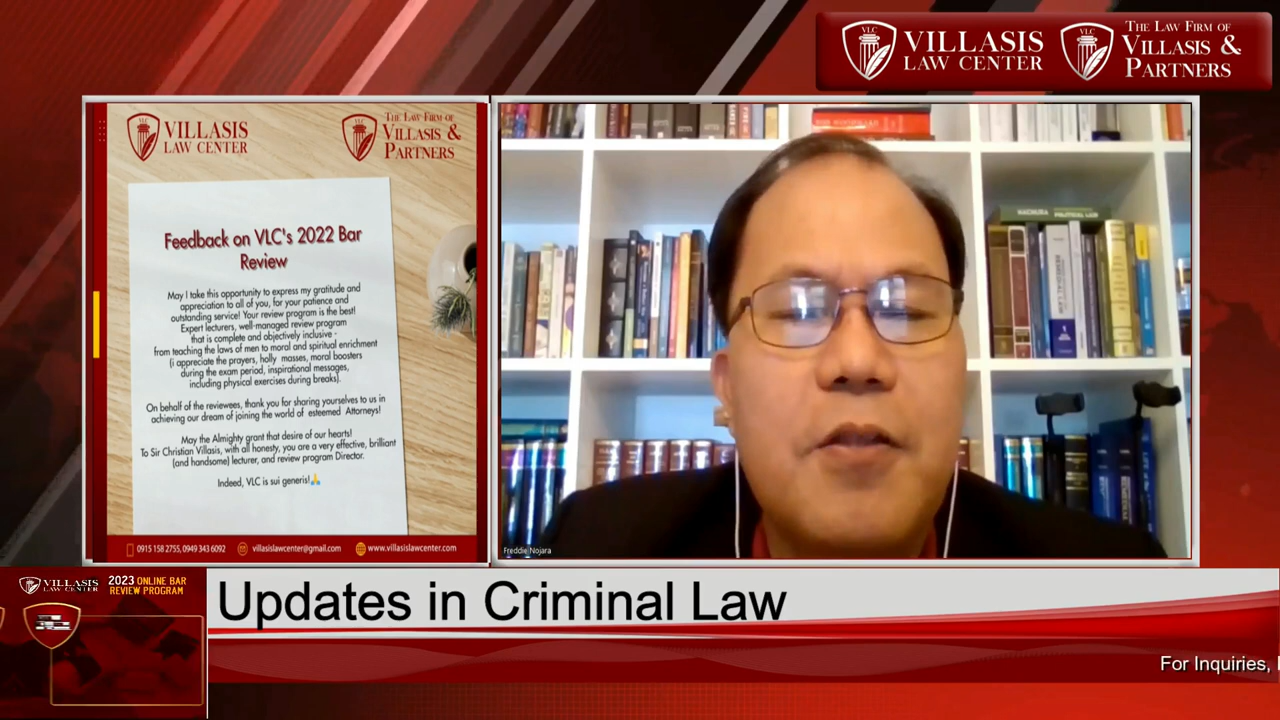 VLC
VILLASIS
LAW CENTER
VLC
THE LAW FIRM OF
VILLASIS &
PARTNERS
VILLASIS
LAW CENTER
THE LAW FIRM OF
VILLASIS &
PARTNERS
Feedback on VLC's 2022 Bar
Review
May I take this opportunity to express my gratitude and
appreciation to all of you, for your patience and
outstanding service! Your review program is the best!
Expert lecturers, well-managed review program
that is complete and objectively inclusive -
from teaching the laws of men to moral and spiritual enrichment
(i appreciate the prayers, holly masses, moral boosters
during the exam period, inspirational messages,
including physical exercises during breaks).
On behalf of the reviewees, thank you for sharing yourselves to us in
achieving our dream of joining the world of esteemed Attorneys!
May the Almighty grant that desire of our hearts!
To Sir Christian Villasis, with all honesty, you are a very effective, brilliant
(and handsome) lecturer, and review program Director.
Indeed, VLC is sui generis!🙏
0915 158 2755, 0949 343 6092 villasislawcenter@gmail.com www.villasislawcenter.com
NACHURA POLITICAL LAW
Freddie Nojara
VILLASIS
LAW CENTER
2023 ONLINE BAR
REVIEW PROGRAM
Updates in Criminal Law
For Inquiries,